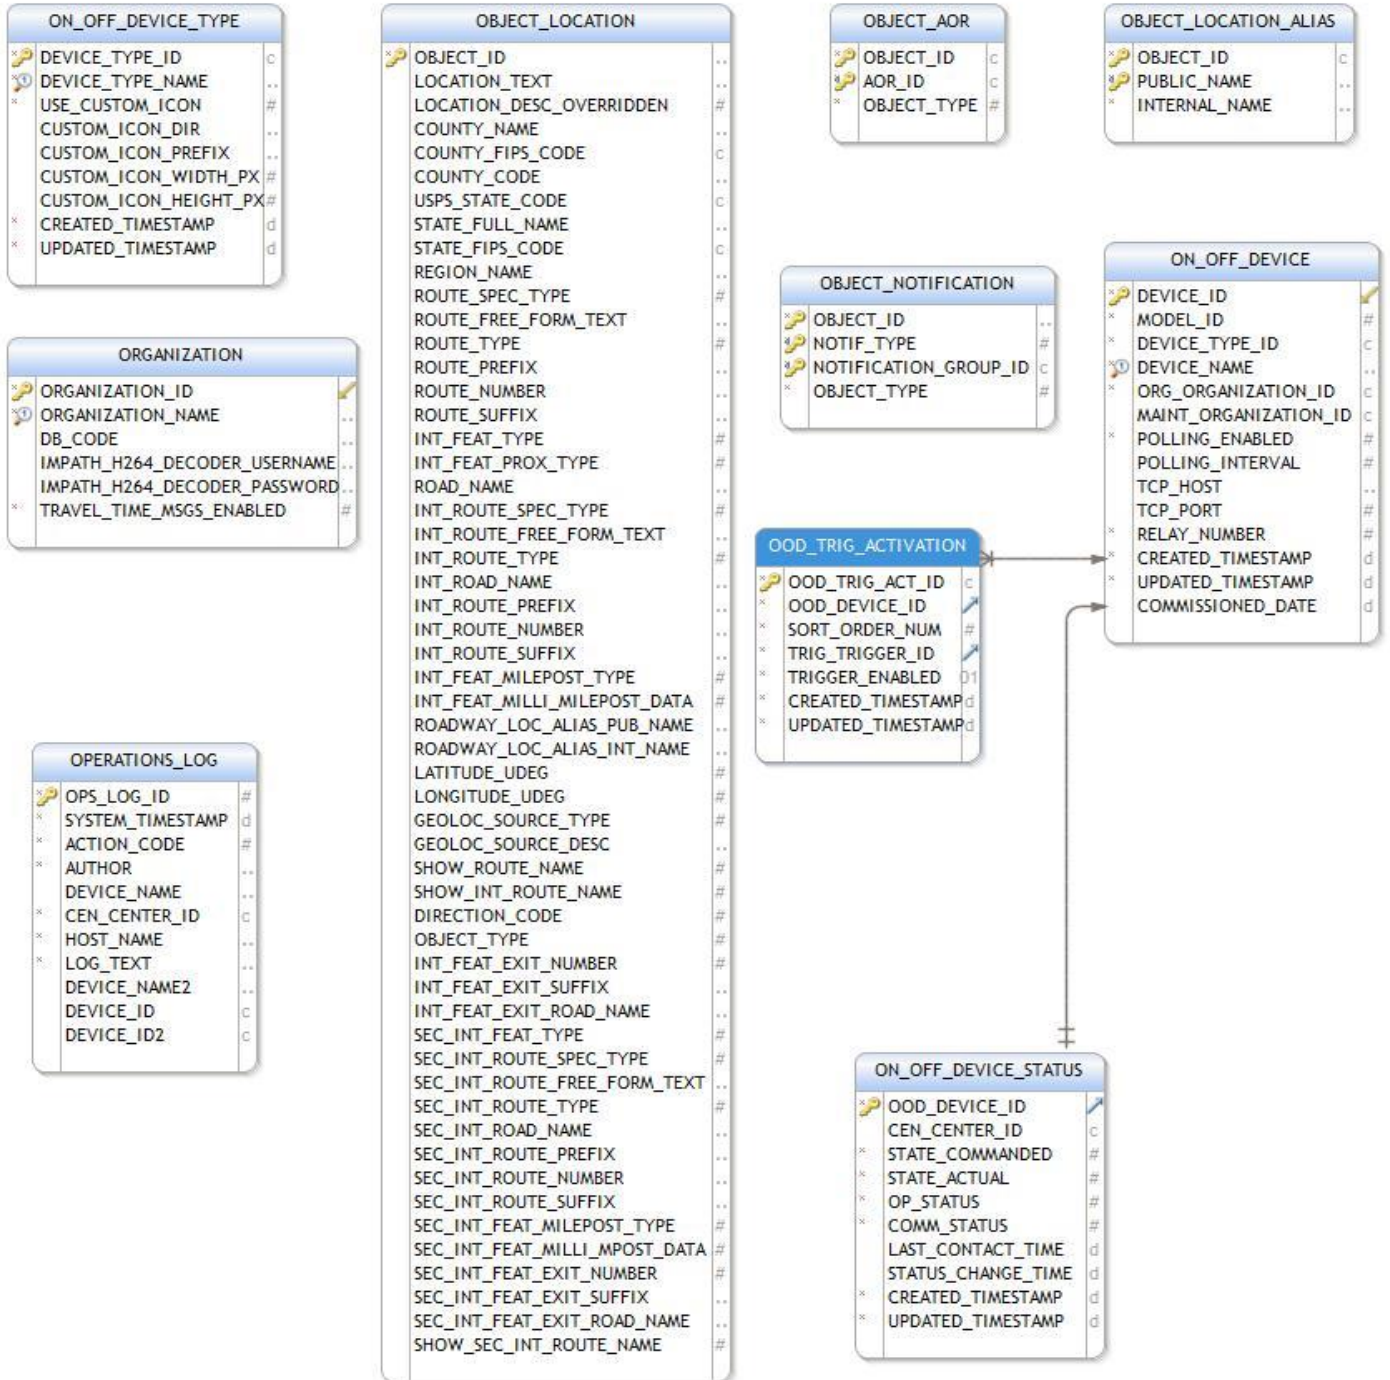 ON_OFF_DEVICE_TYPE
DEVICE_TYPE_ID c
DEVICE_TYPE_NAME ..
USE_CUSTOM_ICON #
CUSTOM_ICON_DIR ..
CUSTOM_ICON_PREFIX ..
CUSTOM_ICON_WIDTH_PX #
CUSTOM_ICON_HEIGHT_PX #
CREATED_TIMESTAMP d
UPDATED_TIMESTAMP d
ORGANIZATION
ORGANIZATION_ID
ORGANIZATION_NAME ..
DB_CODE ..
IMPATH_H264_DECODER_USERNAME ..
IMPATH_H264_DECODER_PASSWORD ..
TRAVEL_TIME_MSGS_ENABLED #
OPERATIONS_LOG
OPS_LOG_ID #
SYSTEM_TIMESTAMP d
ACTION_CODE #
AUTHOR ..
DEVICE_NAME ..
CEN_CENTER_ID c
HOST_NAME ..
LOG_TEXT ..
DEVICE_NAME2 ..
DEVICE_ID c
DEVICE_ID2 c
OBJECT_LOCATION
OBJECT_ID ..
LOCATION_TEXT ..
LOCATION_DESC_OVERRIDDEN #
COUNTY_NAME ..
COUNTY_FIPS_CODE c
COUNTY_CODE ..
USPS_STATE_CODE c
STATE_FULL_NAME ..
STATE_FIPS_CODE c
REGION_NAME ..
ROUTE_SPEC_TYPE #
ROUTE_FREE_FORM_TEXT ..
ROUTE_TYPE #
ROUTE_PREFIX ..
ROUTE_NUMBER ..
ROUTE_SUFFIX ..
INT_FEAT_TYPE #
INT_FEAT_PROX_TYPE #
ROAD_NAME ..
INT_ROUTE_SPEC_TYPE #
INT_ROUTE_FREE_FORM_TEXT ..
INT_ROUTE_TYPE #
INT_ROAD_NAME ..
INT_ROUTE_PREFIX ..
INT_ROUTE_NUMBER ..
INT_ROUTE_SUFFIX ..
INT_FEAT_MILEPOST_TYPE #
INT_FEAT_MILLI_MILEPOST_DATA #
ROADWAY_LOC_ALIAS_PUB_NAME ..
ROADWAY_LOC_ALIAS_INT_NAME ..
LATITUDE_UDEG #
LONGITUDE_UDEG #
GEOLOC_SOURCE_TYPE #
GEOLOC_SOURCE_DESC ..
SHOW_ROUTE_NAME #
SHOW_INT_ROUTE_NAME #
DIRECTION_CODE #
OBJECT_TYPE #
INT_FEAT_EXIT_NUMBER #
INT_FEAT_EXIT_SUFFIX ..
INT_FEAT_EXIT_ROAD_NAME ..
SEC_INT_FEAT_TYPE #
SEC_INT_ROUTE_SPEC_TYPE #
SEC_INT_ROUTE_FREE_FORM_TEXT ..
SEC_INT_ROUTE_TYPE #
SEC_INT_ROAD_NAME ..
SEC_INT_ROUTE_PREFIX ..
SEC_INT_ROUTE_NUMBER ..
SEC_INT_ROUTE_SUFFIX ..
SEC_INT_FEAT_MILEPOST_TYPE #
SEC_INT_FEAT_MILLI_MPOST_DATA #
SEC_INT_FEAT_EXIT_NUMBER #
SEC_INT_FEAT_EXIT_SUFFIX ..
SEC_INT_FEAT_EXIT_ROAD_NAME ..
SHOW_SEC_INT_ROUTE_NAME #
OBJECT_AOR
OBJECT_ID c
AOR_ID c
OBJECT_TYPE #
OBJECT_LOCATION_ALIAS
OBJECT_ID c
PUBLIC_NAME ..
INTERNAL_NAME ..
OBJECT_NOTIFICATION
OBJECT_ID ..
NOTIF_TYPE #
NOTIFICATION_GROUP_ID c
OBJECT_TYPE #
ON_OFF_DEVICE
DEVICE_ID
MODEL_ID #
DEVICE_TYPE_ID c
DEVICE_NAME ..
ORG_ORGANIZATION_ID c
MAINT_ORGANIZATION_ID c
POLLING_ENABLED #
POLLING_INTERVAL #
TCP_HOST ..
TCP_PORT #
RELAY_NUMBER #
CREATED_TIMESTAMP d
UPDATED_TIMESTAMP d
COMMISSIONED_DATE d
OOD_TRIG_ACTIVATION
OOD_TRIG_ACT_ID c
OOD_DEVICE_ID
SORT_ORDER_NUM #
TRIG_TRIGGER_ID
TRIGGER_ENABLED 01
CREATED_TIMESTAMP d
UPDATED_TIMESTAMP d
ON_OFF_DEVICE_STATUS
OOD_DEVICE_ID
CEN_CENTER_ID c
STATE_COMMANDED #
STATE_ACTUAL #
OP_STATUS #
COMM_STATUS #
LAST_CONTACT_TIME d
STATUS_CHANGE_TIME d
CREATED_TIMESTAMP d
UPDATED_TIMESTAMP d